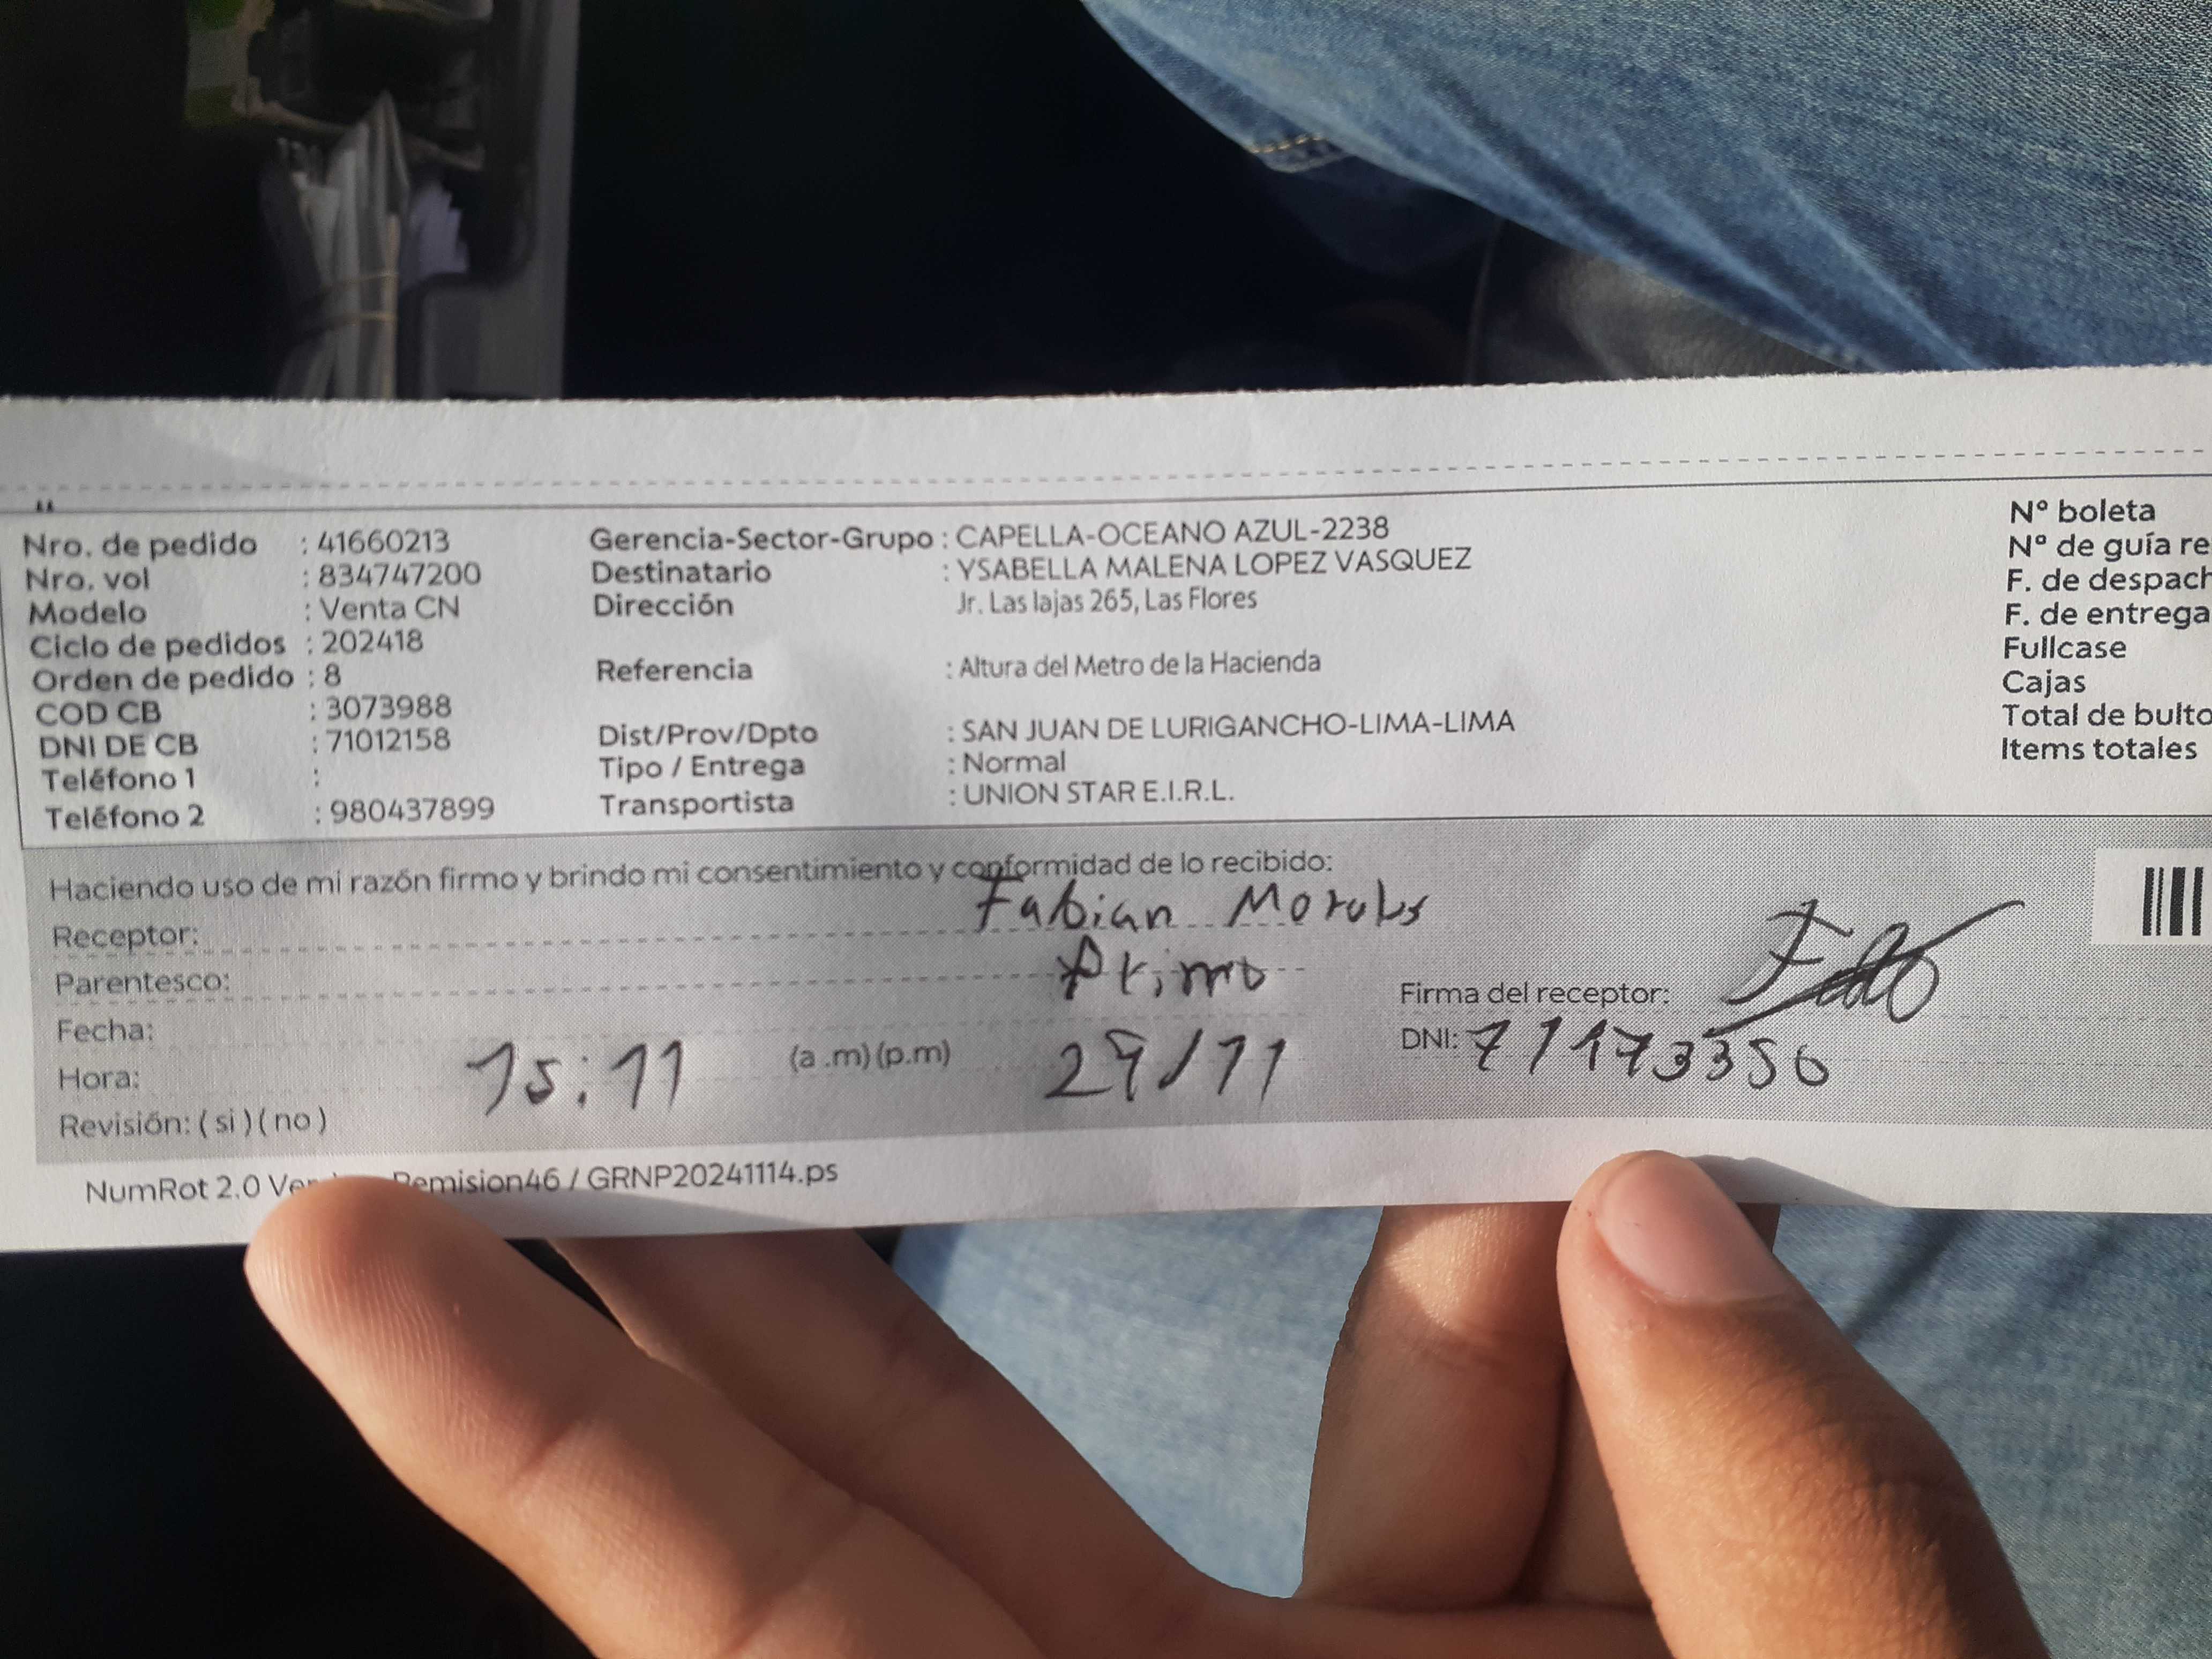 Nro. de pedido : 41660213
Nro. vol : 834747200
Modelo : Venta CN
Ciclo de pedidos : 202418
Orden de pedido : 8
COD CB : 3073988
DNI DE CB : 71012158
Teléfono 1 :
Teléfono 2 : 980437899
Gerencia-Sector-Grupo : CAPELLA-OCEANO AZUL-2238
Destinatario : YSABELLA MALENA LOPEZ VASQUEZ
Dirección Jr. Las lajas 265, Las Flores
Referencia : Altura del Metro de la Hacienda
Dist/Prov/Dpto : SAN JUAN DE LURIGANCHO-LIMA-LIMA
Tipo / Entrega : Normal
Transportista : UNION STAR E.I.R.L.
Nº boleta
Nº de guía re
F. de despach
F. de entrega
Fullcase
Cajas
Total de bulto
Items totales
Haciendo uso de mi razón firmo y brindo mi consentimiento y conformidad de lo recibido:
Receptor: Fabian Morales
Parentesco: Primo
Fecha:
Hora: 15:11 (a .m) (p.m)
Revisión: ( si ) ( no )
Firma del receptor:
DNI: 71173350
NumRot 2.0 / GRNP20241114.ps